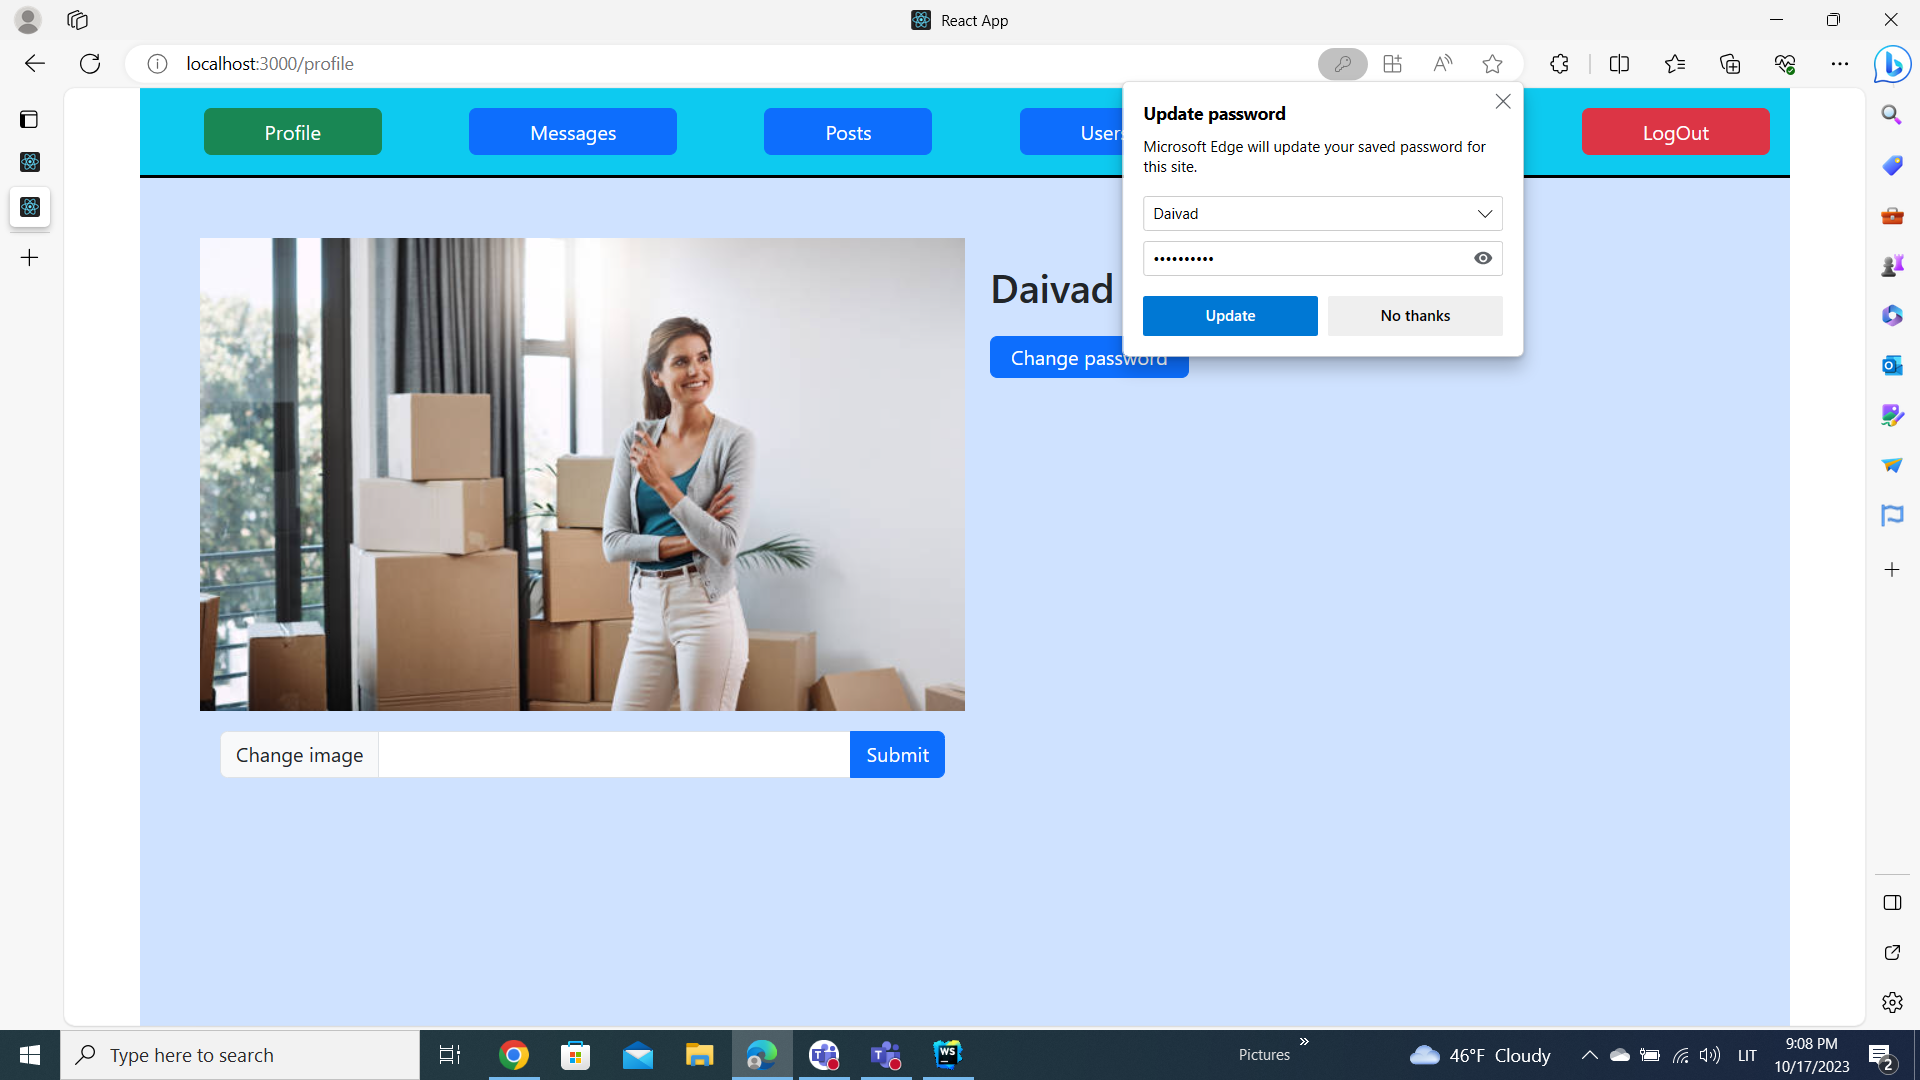 React App
localhost:3000/profile
Profile
Messages
Posts
Users
LogOut
Update password
Microsoft Edge will update your saved password for
this site.
Daivad
••••••••••
Update
No thanks
Daivad
Change password
Change image
Submit
Type here to search
WS
Pictures
»
46°F Cloudy
LIT
9:08 PM
10/17/2023
2